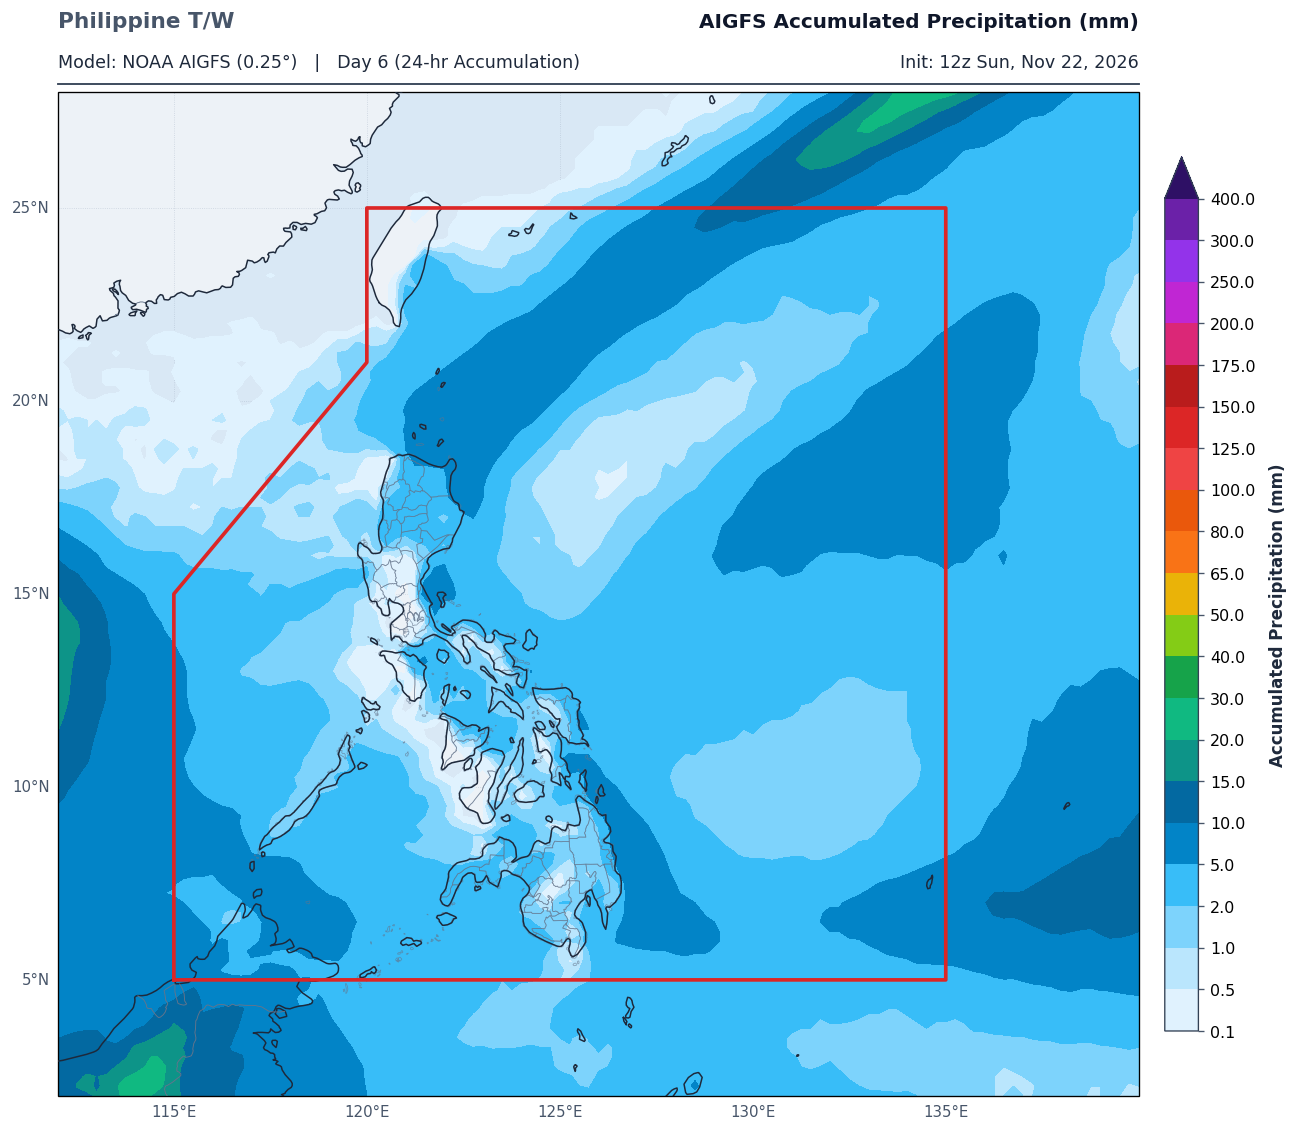 Philippine T/W
AIGFS Accumulated Precipitation (mm)
Model: NOAA AIGFS (0.25°) | Day 6 (24-hr Accumulation)
Init: 12z Sun, Nov 22, 2026
25°N
20°N
15°N
10°N
5°N
115°E
120°E
125°E
130°E
135°E
400.0
300.0
250.0
200.0
175.0
150.0
125.0
100.0
80.0
65.0
50.0
40.0
30.0
20.0
15.0
10.0
5.0
2.0
1.0
0.5
0.1
Accumulated Precipitation (mm)